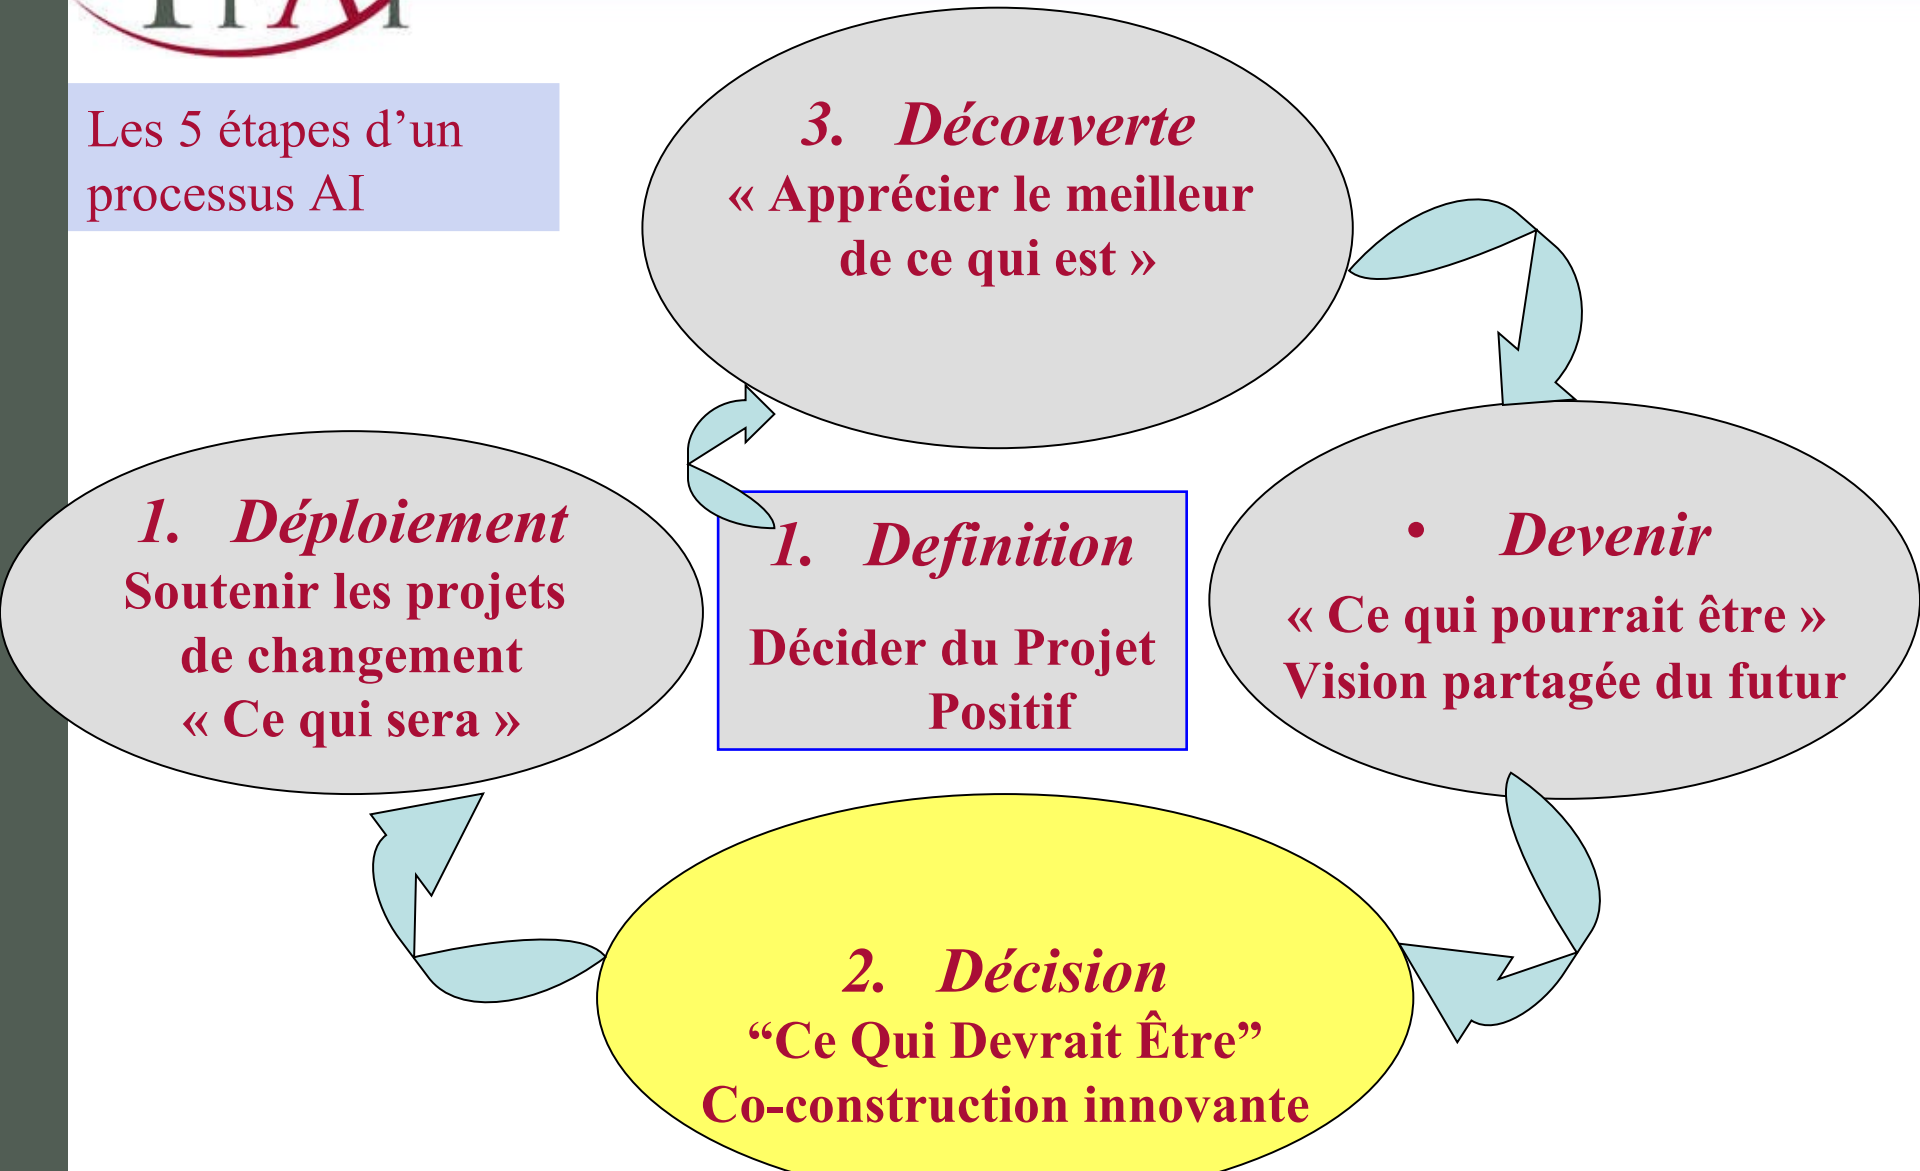 Les 5 étapes d’un
processus AI
3. Découverte
« Apprécier le meilleur
de ce qui est »
1. Déploiement
Soutenir les projets
de changement
« Ce qui sera »
1. Definition
Décider du Projet
Positif
• Devenir
« Ce qui pourrait être »
Vision partagée du futur
2. Décision
“Ce Qui Devrait Être”
Co-construction innovante